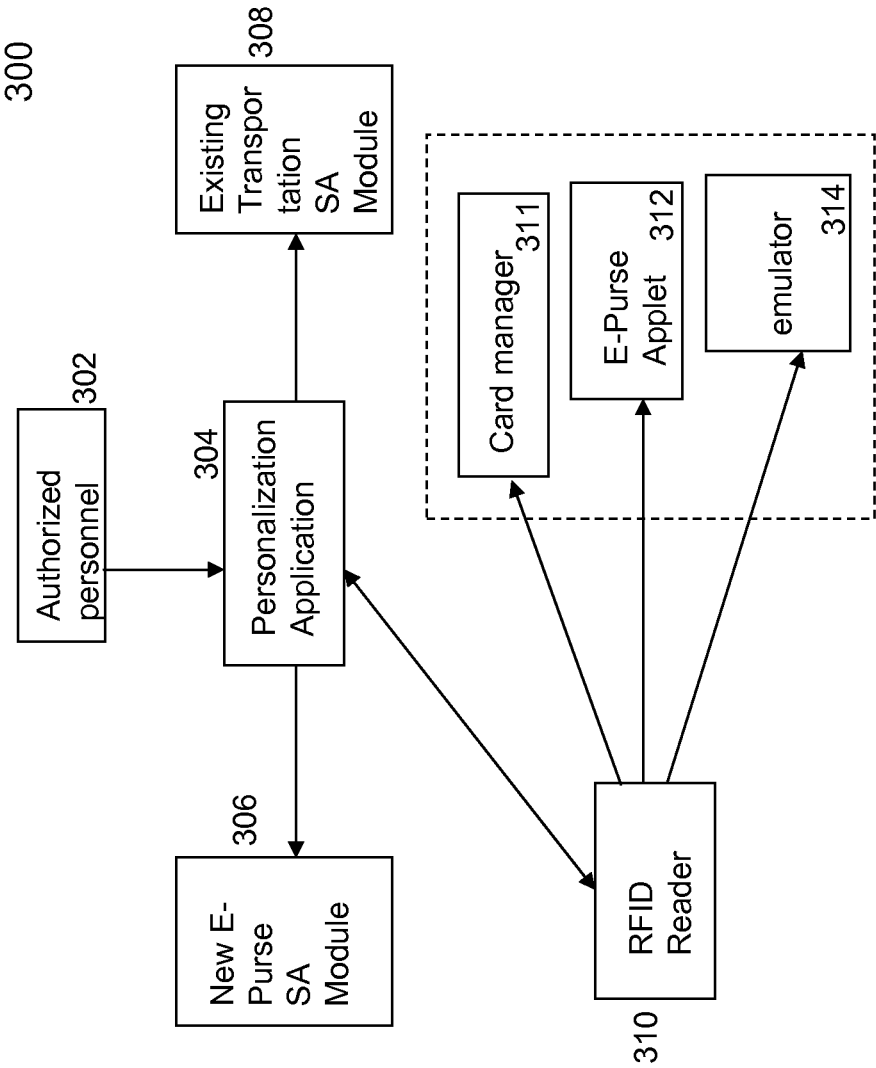 300
Authorized
personnel
302
304
Personalization
Application
306
New E-
Purse
SA
Module
308
Existing
Transpor
tation
SA
Module
310
RFID
Reader
Card manager
311
E-Purse
Applet
312
emulator
314